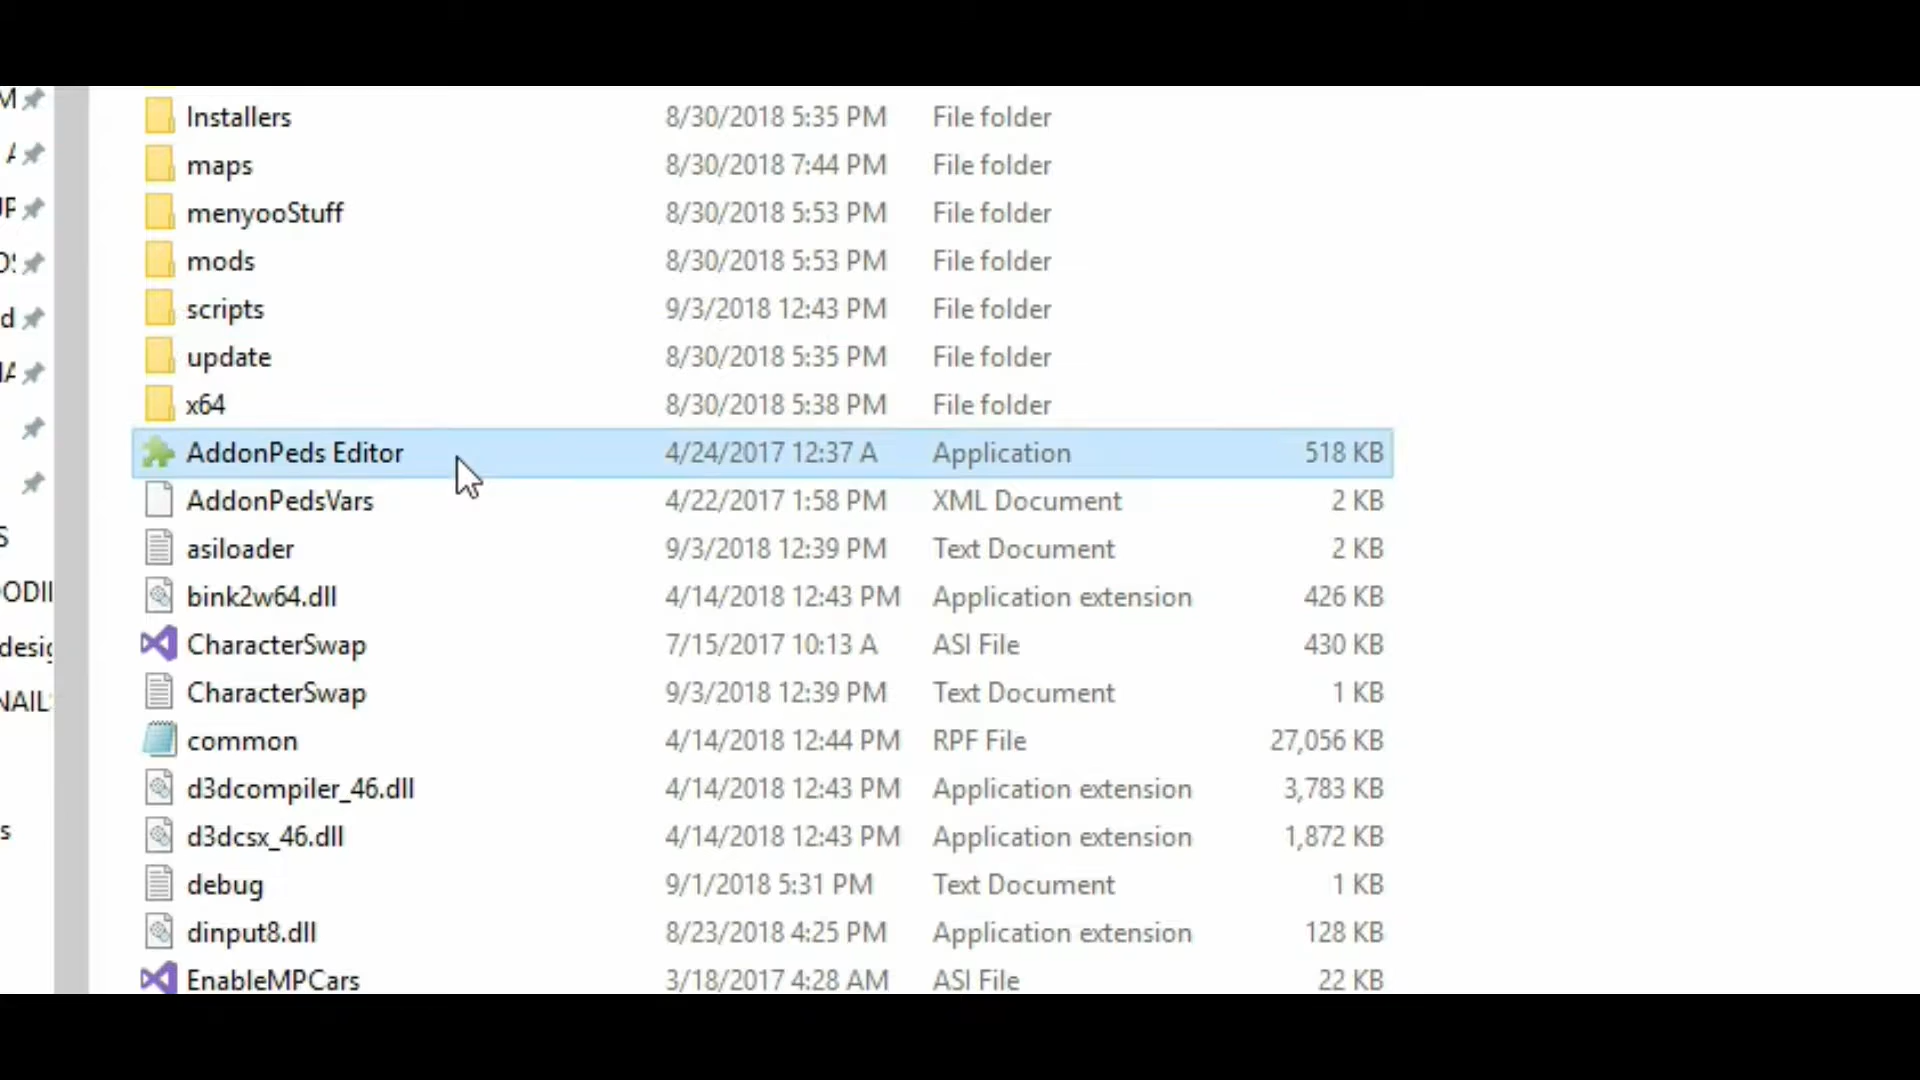 Installers 8/30/2018 5:35 PM File folder
maps 8/30/2018 7:44 PM File folder
menyooStuff 8/30/2018 5:53 PM File folder
mods 8/30/2018 5:53 PM File folder
scripts 9/3/2018 12:43 PM File folder
update 8/30/2018 5:35 PM File folder
x64 8/30/2018 5:38 PM File folder
AddonPeds Editor 4/24/2017 12:37 A Application 518 KB
AddonPedsVars 4/22/2017 1:58 PM XML Document 2 KB
asiloader 9/3/2018 12:39 PM Text Document 2 KB
bink2w64.dll 4/14/2018 12:43 PM Application extension 426 KB
CharacterSwap 7/15/2017 10:13 A ASI File 430 KB
CharacterSwap 9/3/2018 12:39 PM Text Document 1 KB
common 4/14/2018 12:44 PM RPF File 27,056 KB
d3dcompiler_46.dll 4/14/2018 12:43 PM Application extension 3,783 KB
d3dcsx_46.dll 4/14/2018 12:43 PM Application extension 1,872 KB
debug 9/1/2018 5:31 PM Text Document 1 KB
dinput8.dll 8/23/2018 4:25 PM Application extension 128 KB
EnableMPCars 3/18/2017 4:28 AM ASI File 22 KB